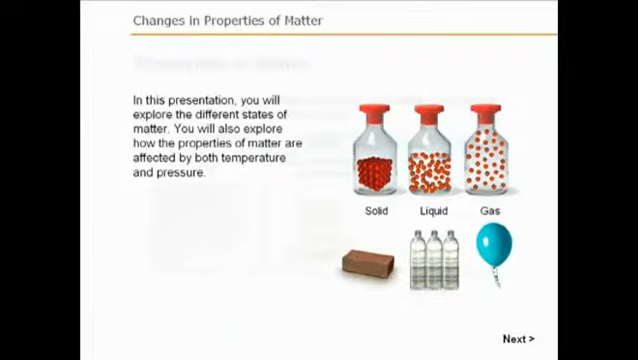 Changes in Properties of Matter
In this presentation, you will
explore the different states of
matter. You will also explore
how the properties of matter are
affected by both temperature
and pressure.
Solid Liquid Gas
Next >